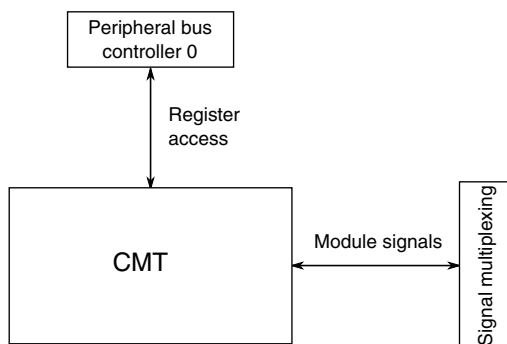 Peripheral bus
controller 0
Register
access
CMT
Module signals
Signal multiplexing